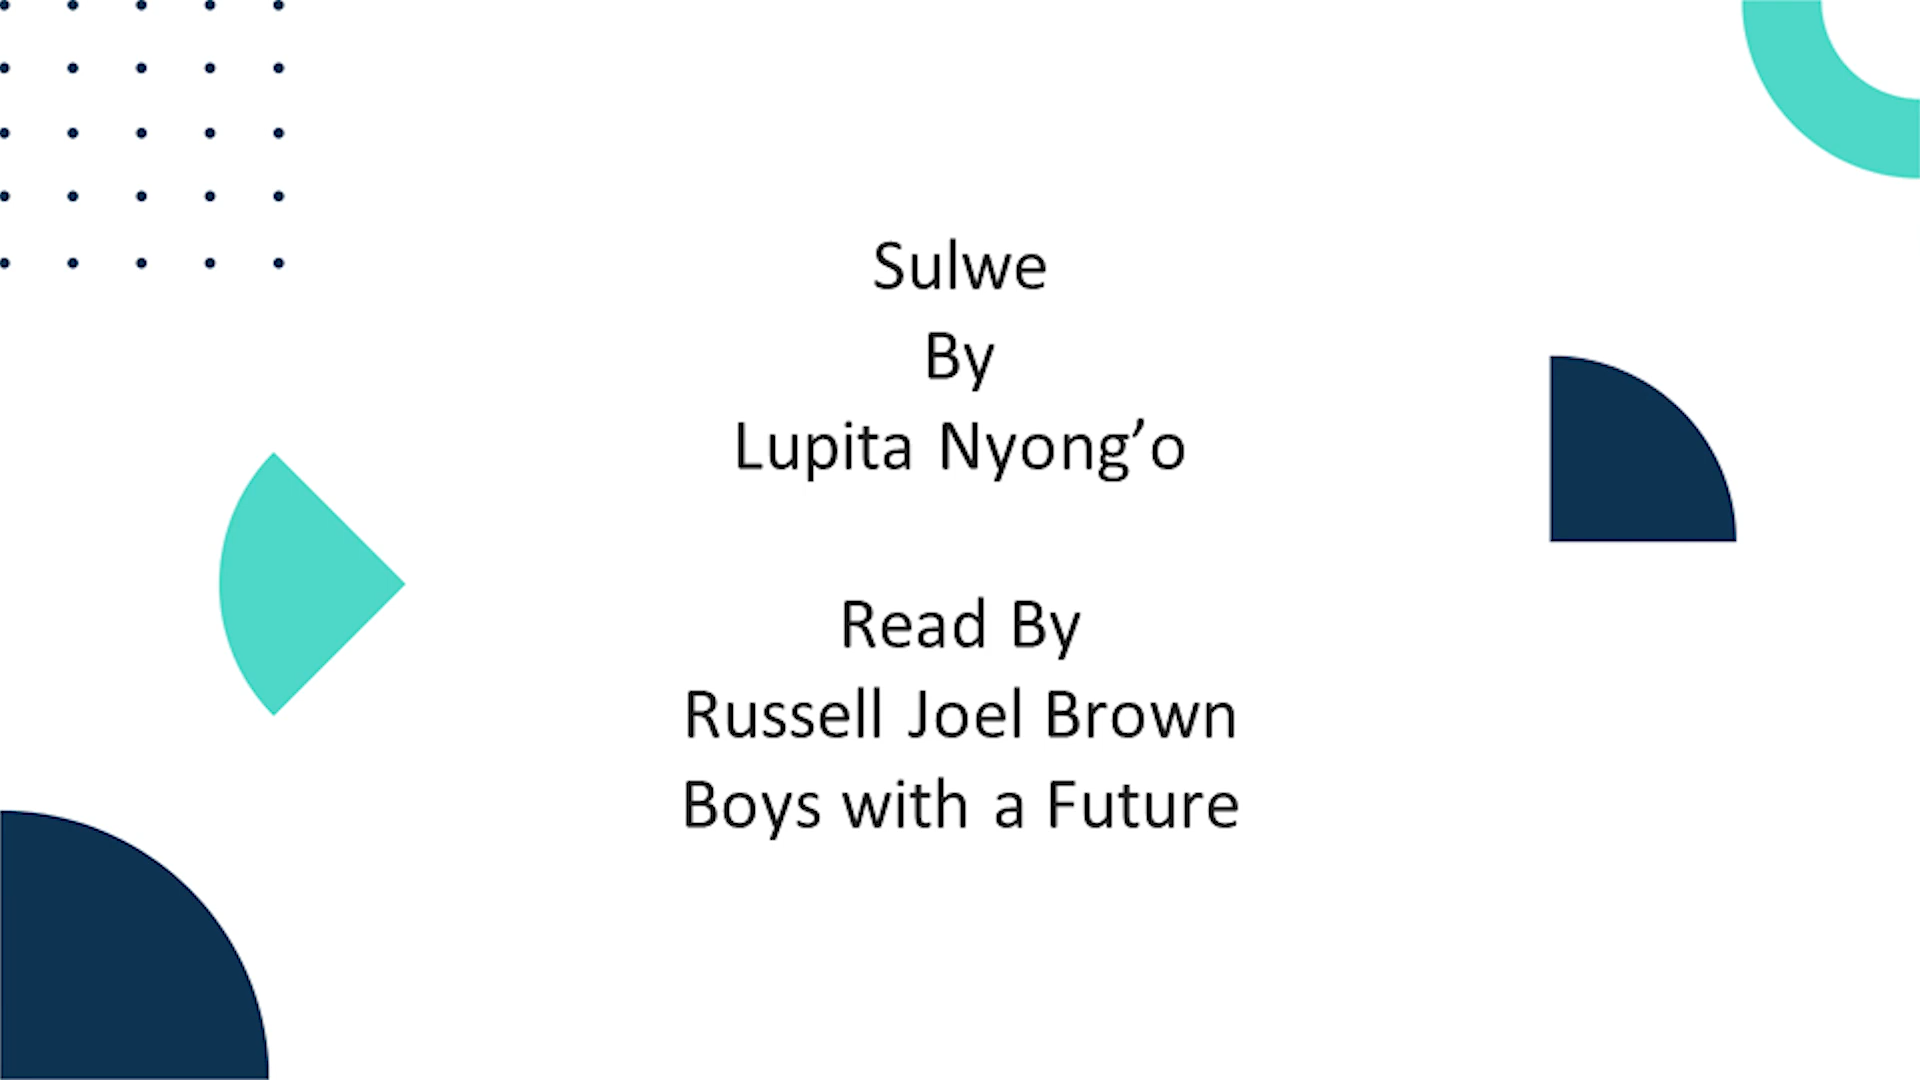 Sulwe
By
Lupita Nyong’o
Read By
Russell Joel Brown
Boys with a Future